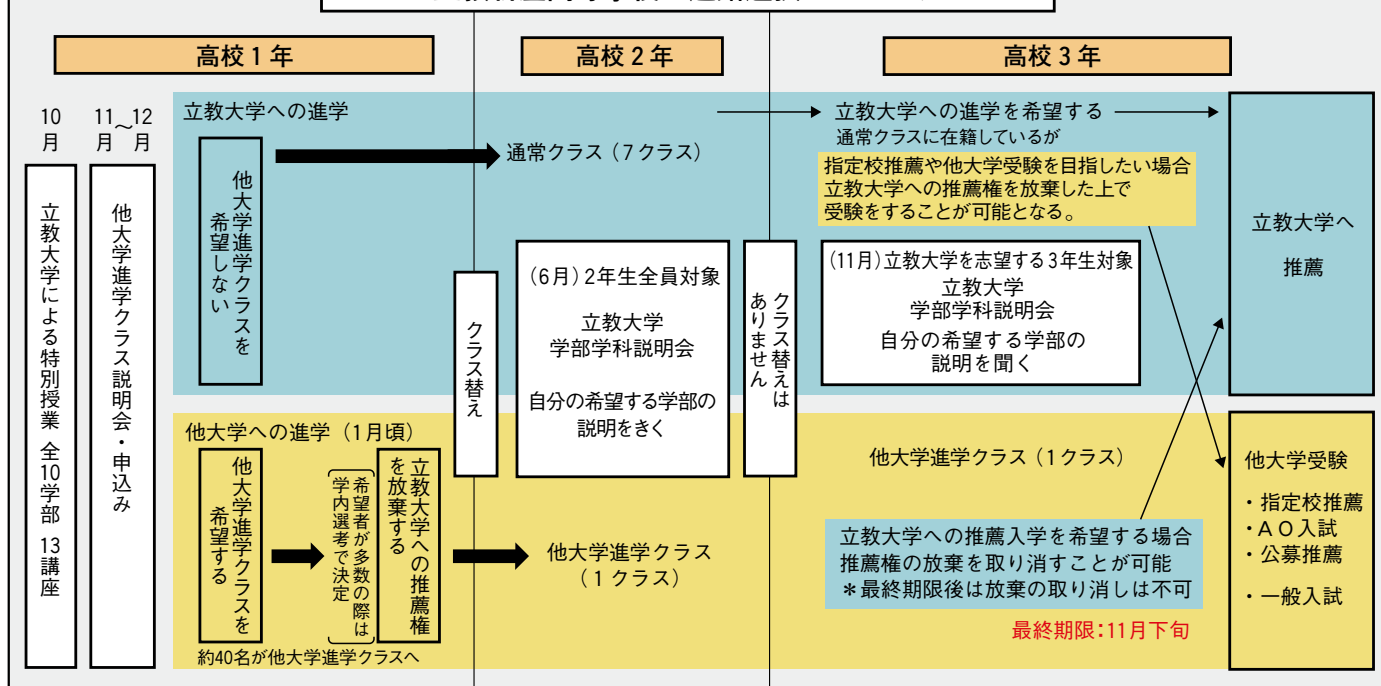 高校1年
高校2年
高校3年
10月
11月〜12月
立教大学による特別授業 全10学部 13講座
他大学進学クラス説明会・申込み
立教大学への進学
他大学進学クラスを
希望しない
通常クラス(7クラス)
立教大学への進学を希望する
通常クラスに在籍しているが
指定校推薦や他大学受験を目指したい場合
立教大学への推薦権を放棄した上で
受験をすることが可能となる。
クラス替え
(6月)2年生全員対象
立教大学
学部学科説明会
自分の希望する学部の
説明をきく
クラス替えは
ありません
(11月)立教大学を志望する3年生対象
立教大学
学部学科説明会
自分の希望する学部の
説明を聞く
立教大学へ
推薦
他大学への進学(1月頃)
他大学進学クラスを
希望する
希望者が多数の際は
学内選考で決定
立教大学への推薦権
を放棄する
約40名が他大学進学クラスへ
他大学進学クラス
(1クラス)
他大学進学クラス(1クラス)
立教大学への推薦入学を希望する場合
推薦権の放棄を取り消すことが可能
*最終期限後は放棄の取り消しは不可
最終期限:11月下旬
他大学受験
・指定校推薦
・AO入試
・公募推薦
・一般入試